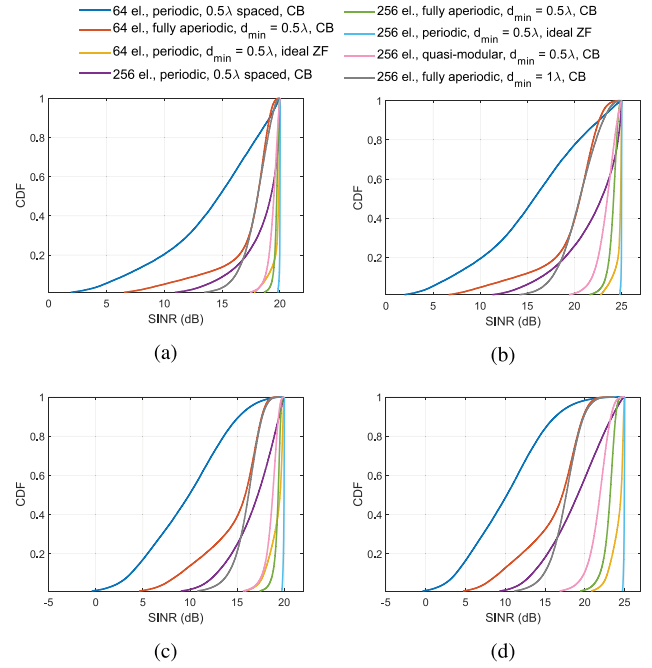 64 el., periodic, 0.5λ spaced, CB
64 el., fully aperiodic, d_min = 0.5λ, CB
64 el., periodic, d_min = 0.5λ, ideal ZF
256 el., periodic, 0.5λ spaced, CB
256 el., fully aperiodic, d_min = 0.5λ, CB
256 el., periodic, d_min = 0.5λ, ideal ZF
256 el., quasi-modular, d_min = 0.5λ, CB
256 el., fully aperiodic, d_min = 1λ, CB
1
0.8
0.6
0.4
0.2
CDF
0 5 10 15 20
SINR (dB)
(a)
1
0.8
0.6
0.4
0.2
CDF
0 5 10 15 20 25
SINR (dB)
(b)
1
0.8
0.6
0.4
0.2
CDF
-5 0 5 10 15 20
SINR (dB)
(c)
1
0.8
0.6
0.4
0.2
CDF
-5 0 5 10 15 20 25
SINR (dB)
(d)